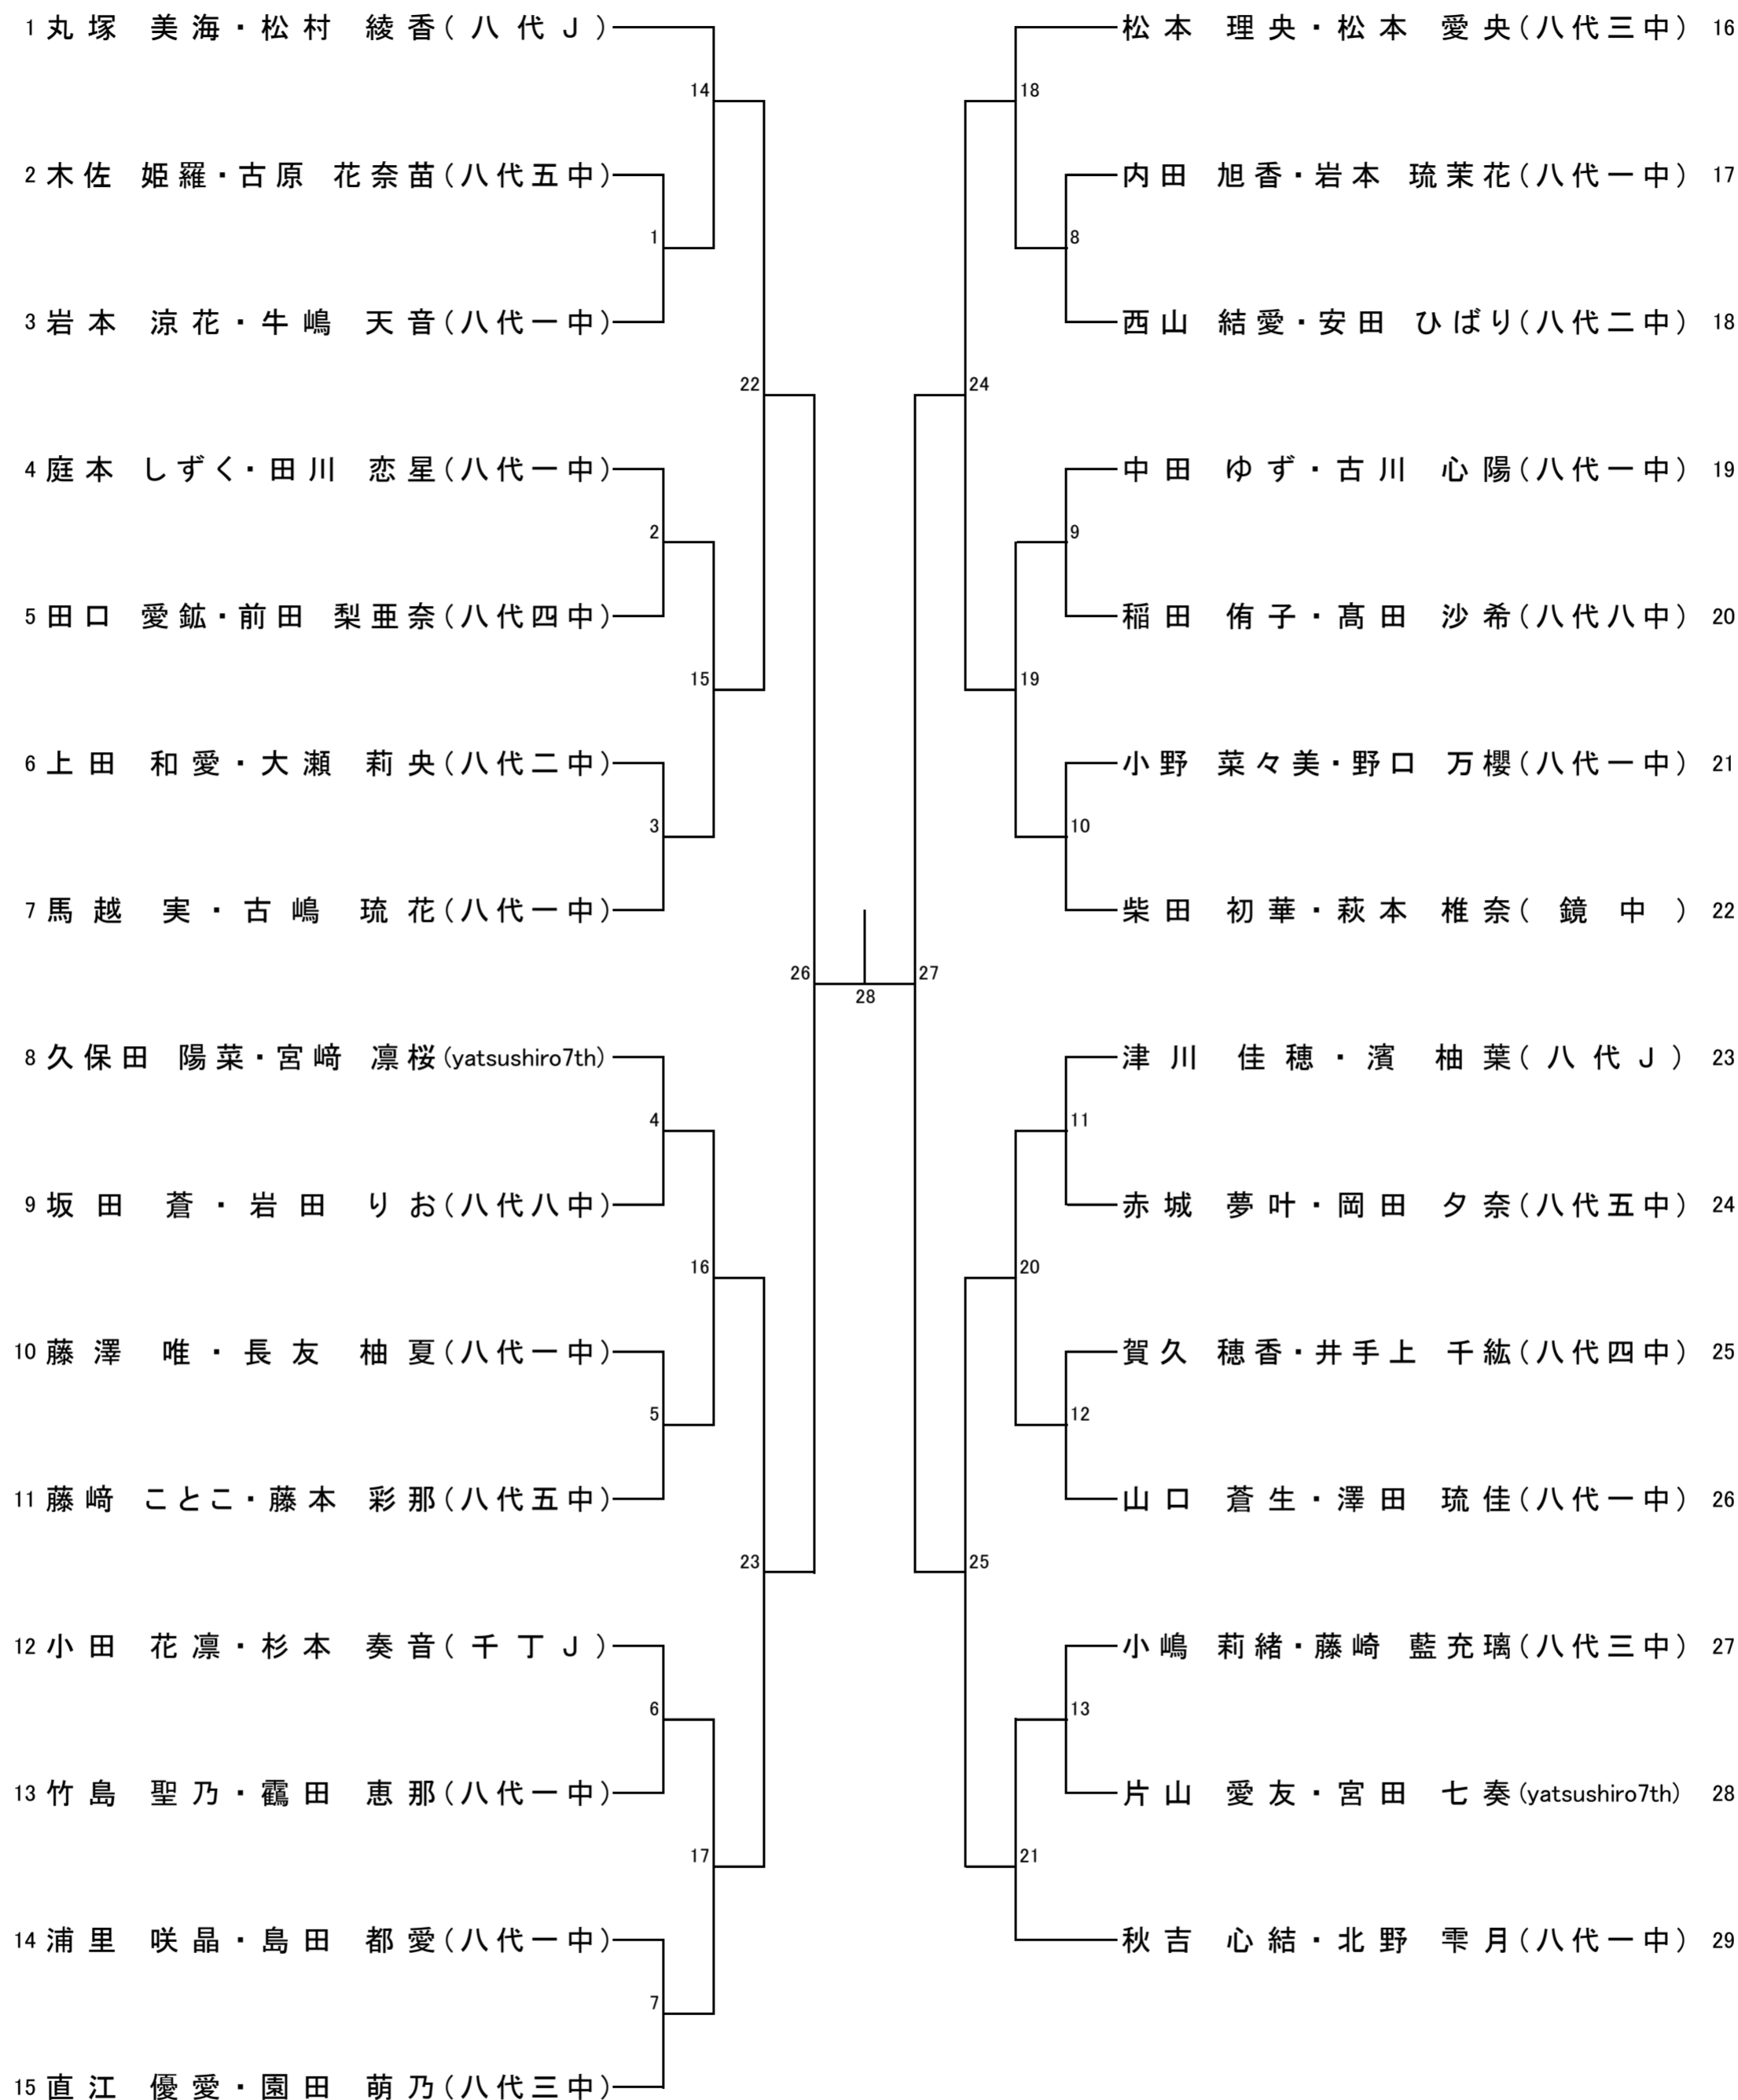 1 丸塚 美海・松村 綾香(八代J)
松本 理央・松本 愛央(八代三中) 16
14
18
2 木佐 姫羅・古原 花奈苗(八代五中)
内田 旭香・岩本 琉茉花(八代一中) 17
1
8
3 岩本 涼花・牛嶋 天音(八代一中)
西山 結愛・安田 ひばり(八代二中) 18
22
24
4 庭本 しずく・田川 恋星(八代一中)
中田 ゆず・古川 心陽(八代一中) 19
2
9
5 田口 愛鉱・前田 梨亜奈(八代四中)
稲田 侑子・髙田 沙希(八代八中) 20
15
19
6 上田 和愛・大瀬 莉央(八代二中)
小野 菜々美・野口 万櫻(八代一中) 21
3
10
7 馬越 実・古嶋 琉花(八代一中)
柴田 初華・萩本 椎奈(鏡中) 22
26
27
28
8 久保田 陽菜・宮﨑 凛桜(yatsushiro7th)
津川 佳穂・濱 柚葉(八代J) 23
4
11
9 坂田 蒼・岩田 りお(八代八中)
赤城 夢叶・岡田 夕奈(八代五中) 24
16
20
10 藤澤 唯・長友 柚夏(八代一中)
賀久 穂香・井手上 千紘(八代四中) 25
5
12
11 藤﨑 ことこ・藤本 彩那(八代五中)
山口 蒼生・澤田 琉佳(八代一中) 26
23
25
12 小田 花凛・杉本 奏音(千丁J)
小嶋 莉緒・藤崎 藍充璃(八代三中) 27
6
13
13 竹島 聖乃・靏田 恵那(八代一中)
片山 愛友・宮田 七奏(yatsushiro7th) 28
17
21
14 浦里 咲晶・島田 都愛(八代一中)
秋吉 心結・北野 雫月(八代一中) 29
7
15 直江 優愛・園田 萌乃(八代三中)